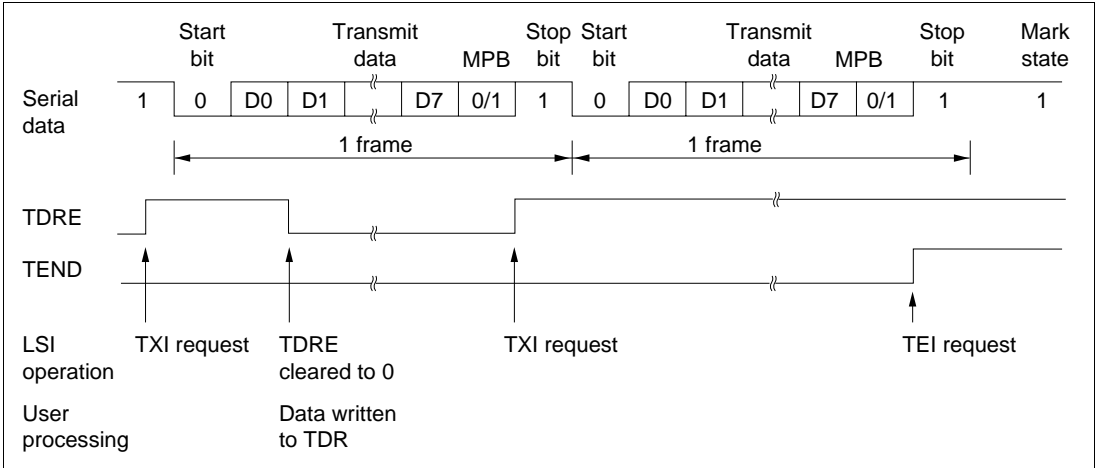 Start Transmit Stop Start Transmit Stop Mark
bit data MPB bit bit data MPB bit state
Serial data 1 0 D0 D1 D7 0/1 1 0 D0 D1 D7 0/1 1 1
1 frame 1 frame
TDRE
TEND
LSI TXI request TDRE TXI request TEI request
operation cleared to 0
User Data written
processing to TDR